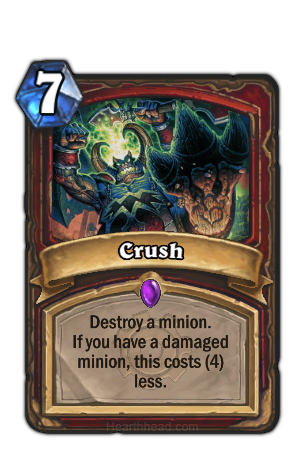 7
Crush
Destroy a minion.
If you have a damaged
minion, this costs (4)
less.
Hearthhead.com